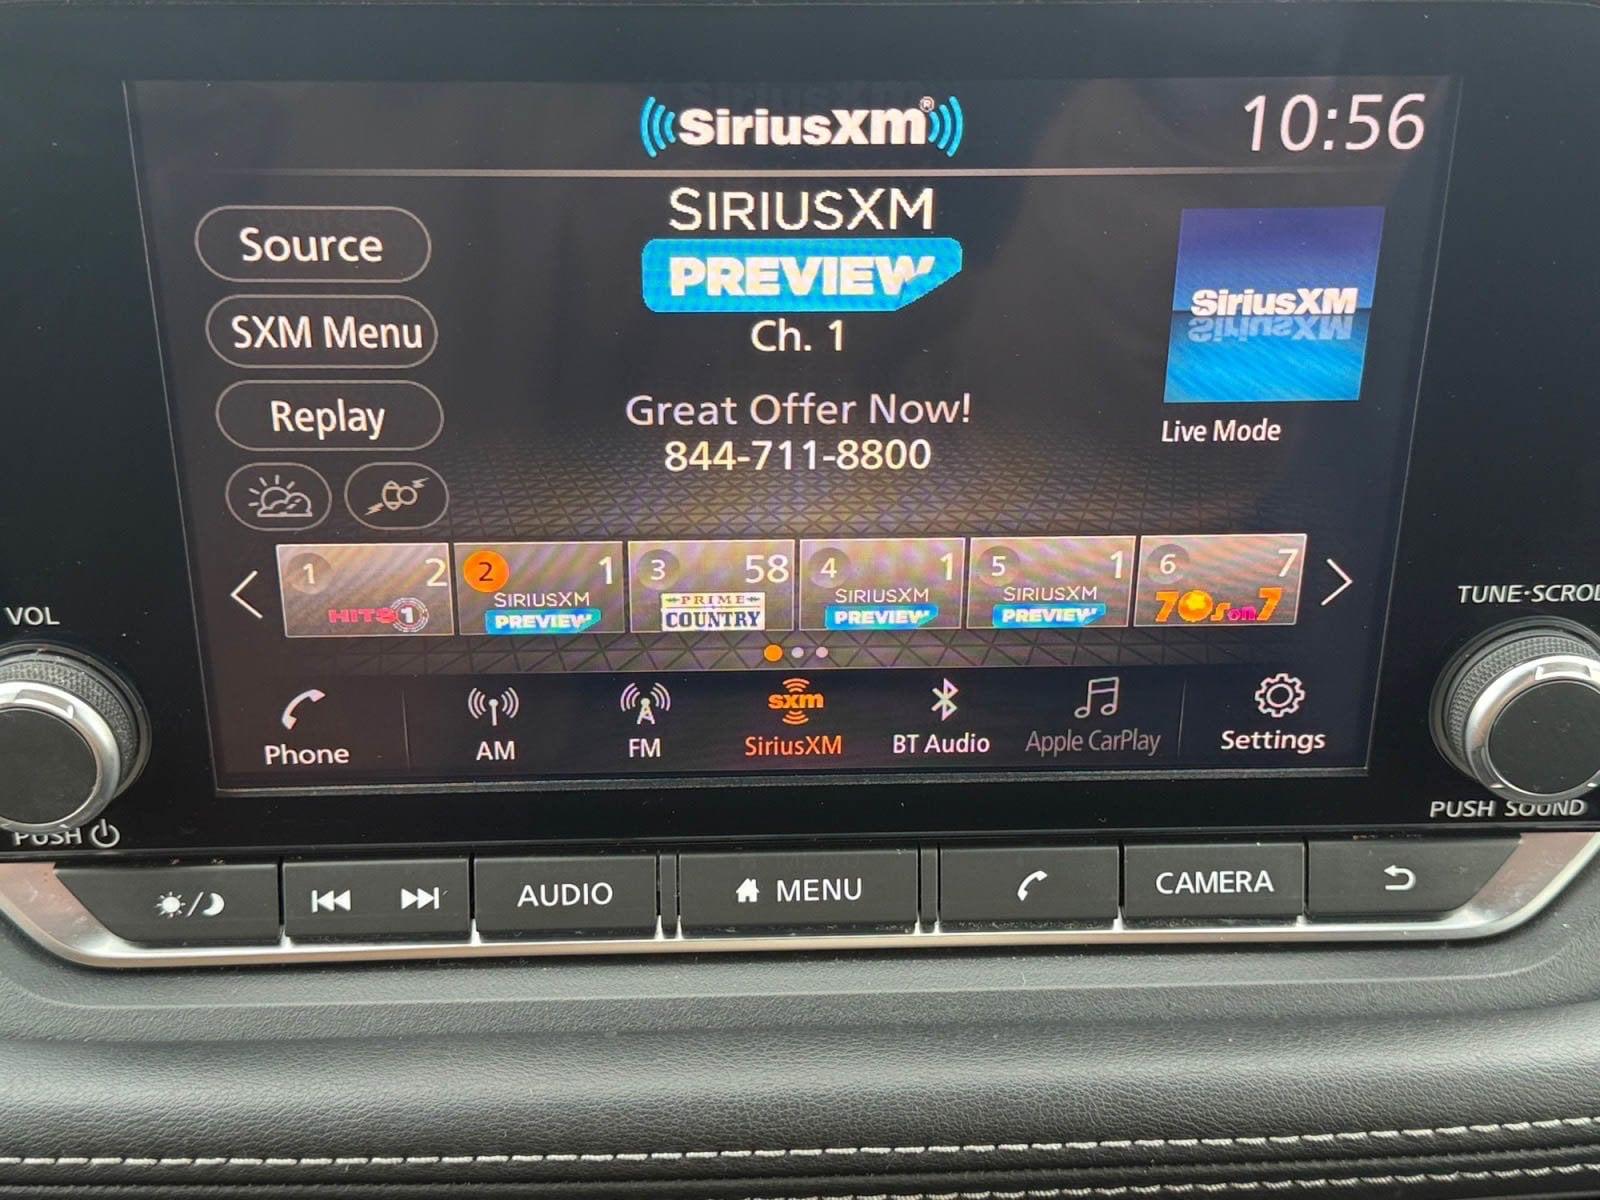 SiriusXM®
10:56
SIRIUSXM
PREVIEW
Ch. 1
Source
SXM Menu
Replay
Great Offer Now!
844-711-8800
SiriusXM
Live Mode
1 2
HITS 1
2 1
SIRIUSXM
PREVIEW
3 58
PRIME
COUNTRY
4 1
SIRIUSXM
PREVIEW
5 1
SIRIUSXM
PREVIEW
6 7
70s on 7
VOL
TUNE·SCROL
sxm
Phone
AM
FM
SiriusXM
BT Audio
Apple CarPlay
Settings
PUSH
PUSH SOUND
AUDIO
MENU
CAMERA